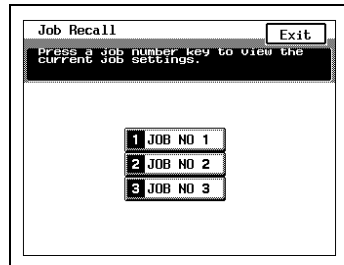 Job Recall
Exit
Press a job number key to view the
current job settings.
1 JOB NO 1
2 JOB NO 2
3 JOB NO 3